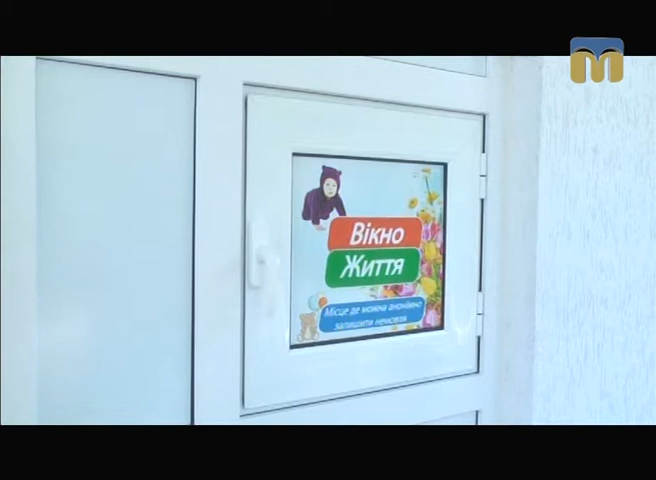 Вікно
Життя
Місце де можна анонімно
залишити немовля